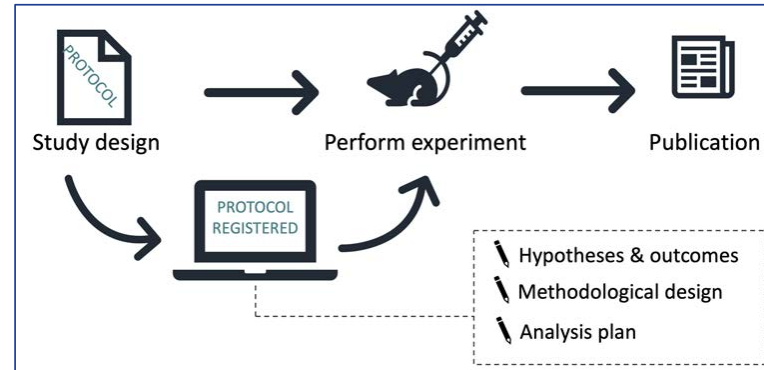 PROTOCOL
Study design
Perform experiment
Publication
PROTOCOL
REGISTERED
Hypotheses & outcomes
Methodological design
Analysis plan